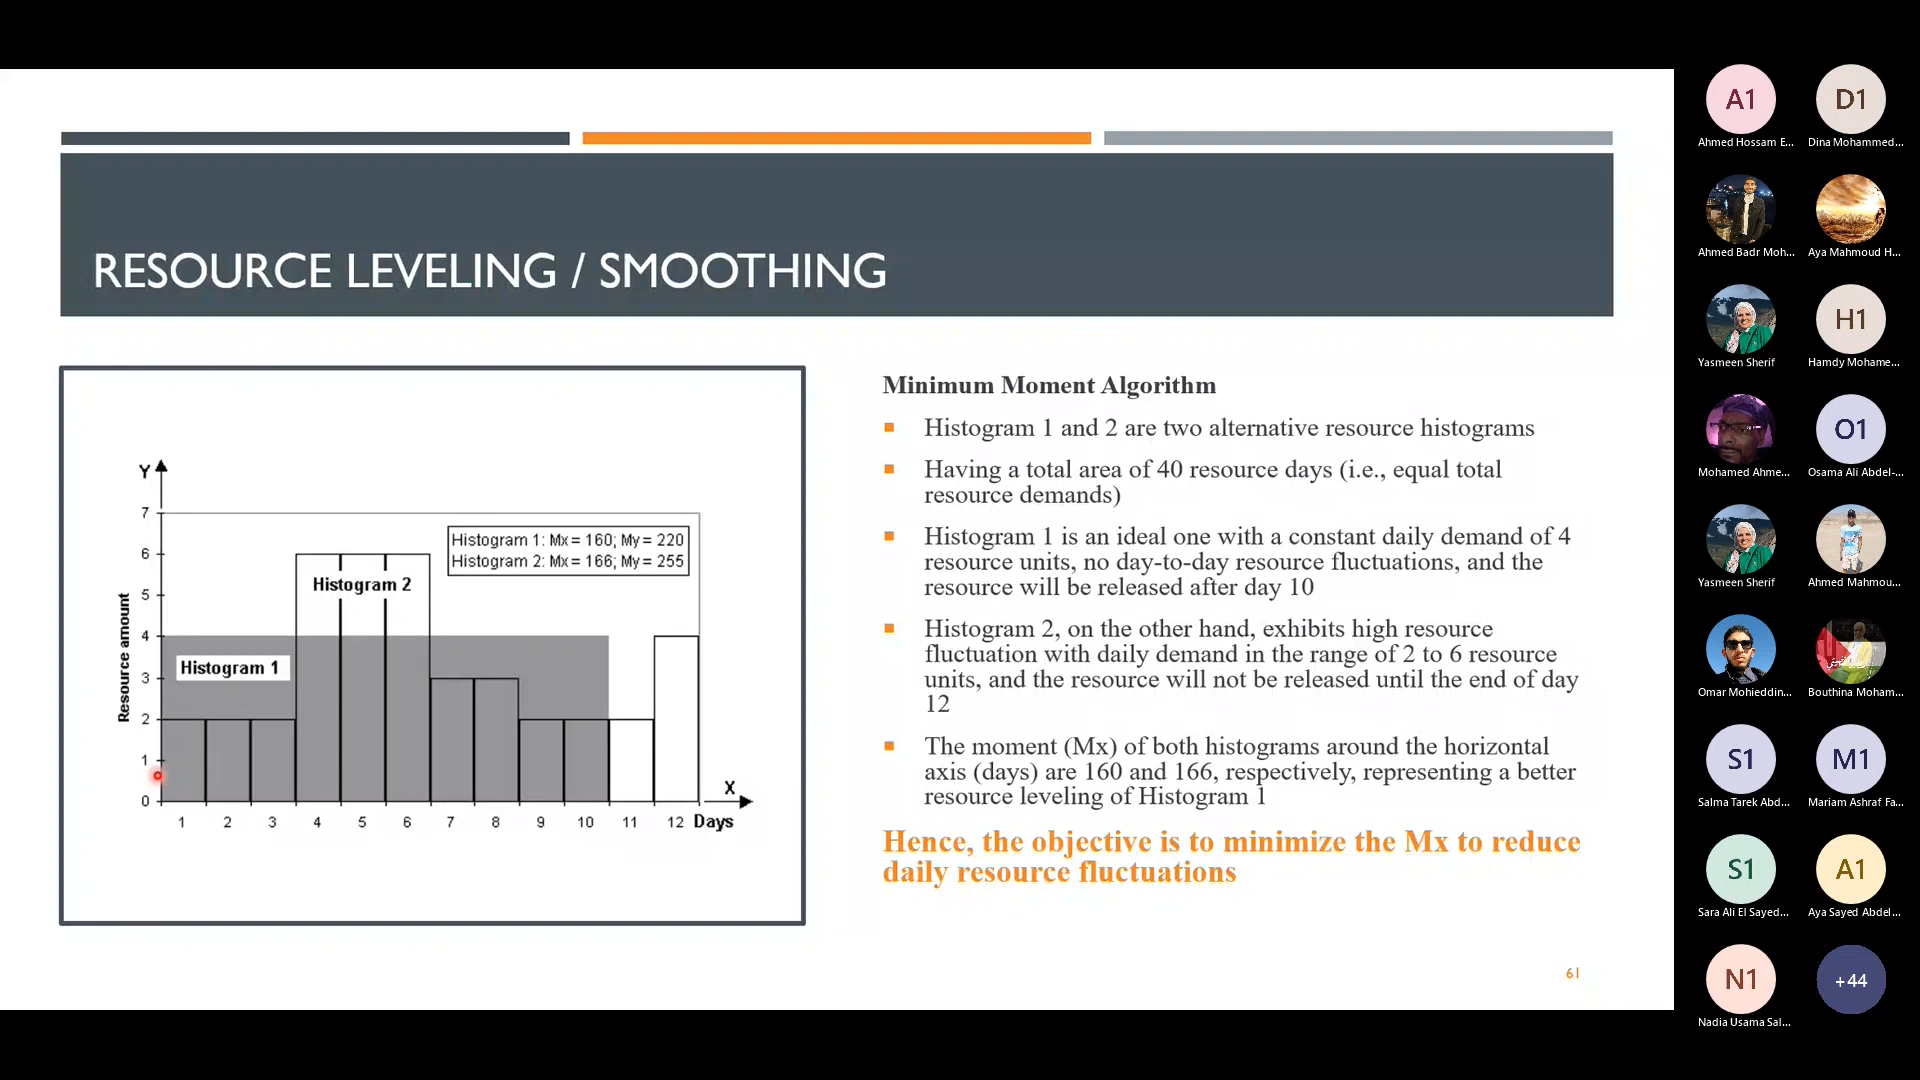 RESOURCE LEVELING / SMOOTHING
Y
7
6
5
4
3
2
1
0
Resource amount
Histogram 1: Mx = 160; My = 220
Histogram 2: Mx = 166; My = 255
Histogram 2
Histogram 1
X
1 2 3 4 5 6 7 8 9 10 11 12 Days
Minimum Moment Algorithm
Histogram 1 and 2 are two alternative resource histograms
Having a total area of 40 resource days (i.e., equal total
resource demands)
Histogram 1 is an ideal one with a constant daily demand of 4
resource units, no day-to-day resource fluctuations, and the
resource will be released after day 10
Histogram 2, on the other hand, exhibits high resource
fluctuation with daily demand in the range of 2 to 6 resource
units, and the resource will not be released until the end of day
12
The moment (Mx) of both histograms around the horizontal
axis (days) are 160 and 166, respectively, representing a better
resource leveling of Histogram 1
Hence, the objective is to minimize the Mx to reduce
daily resource fluctuations
61
A1 D1
Ahmed Hossam E... Dina Mohammed...
Ahmed Badr Moh... Aya Mahmoud H...
H1
Yasmeen Sherif Hamdy Mohame...
O1
Mohamed Ahme... Osama Ali Abdel-...
Yasmeen Sherif Ahmed Mahmou...
Omar Mohieddin... Bouthina Moham...
S1 M1
Salma Tarek Abd... Mariam Ashraf Fa...
S1 A1
Sara Ali El Sayed... Aya Sayed Abdel...
N1 +44
Nadia Usama Sal...